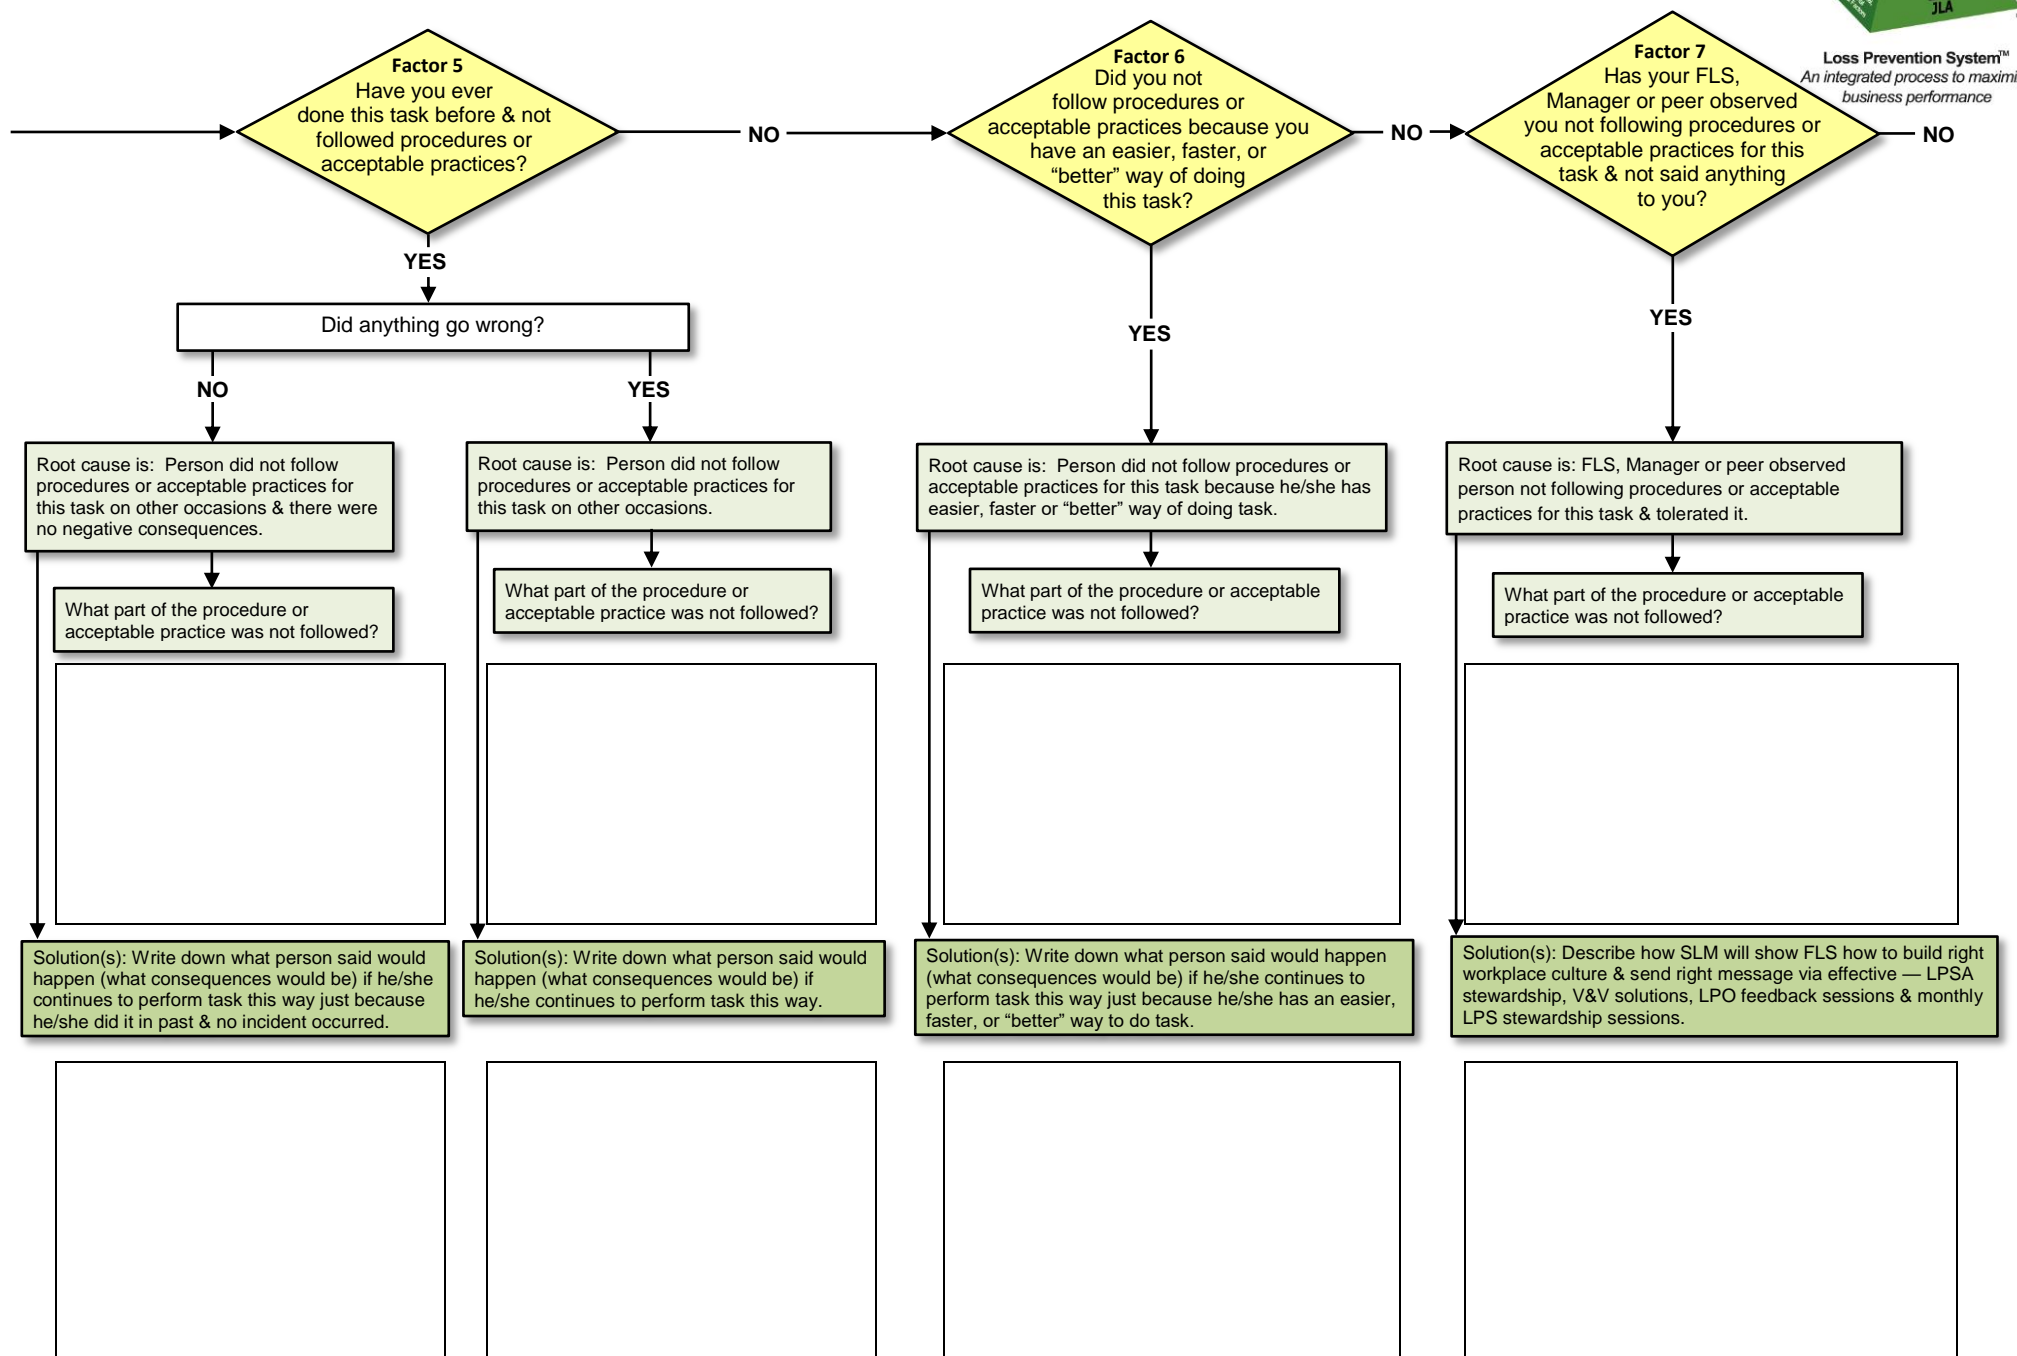 JLA
Loss Prevention System™
An integrated process to maximi
business performance
Factor 5
Have you ever
done this task before & not
followed procedures or
acceptable practices?
NO
Factor 6
Did you not
follow procedures or
acceptable practices because you
have an easier, faster, or
“better” way of doing
this task?
NO
Factor 7
Has your FLS,
Manager or peer observed
you not following procedures or
acceptable practices for this
task & not said anything
to you?
NO
YES
Did anything go wrong?
YES
YES
NO
YES
Root cause is:  Person did not follow
procedures or acceptable practices for
this task on other occasions & there were
no negative consequences.
Root cause is:  Person did not follow
procedures or acceptable practices for
this task on other occasions.
Root cause is:  Person did not follow procedures or
acceptable practices for this task because he/she has
easier, faster or “better” way of doing task.
Root cause is: FLS, Manager or peer observed
person not following procedures or acceptable
practices for this task & tolerated it.
What part of the procedure or
acceptable practice was not followed?
What part of the procedure or
acceptable practice was not followed?
What part of the procedure or acceptable
practice was not followed?
What part of the procedure or acceptable
practice was not followed?
Solution(s): Write down what person said would
happen (what consequences would be) if he/she
continues to perform task this way just because
he/she did it in past & no incident occurred.
Solution(s): Write down what person said would
happen (what consequences would be) if
he/she continues to perform task this way.
Solution(s): Write down what person said would happen
(what consequences would be) if he/she continues to
perform task this way just because he/she has an easier,
faster, or “better” way to do task.
Solution(s): Describe how SLM will show FLS how to build right
workplace culture & send right message via effective — LPSA
stewardship, V&V solutions, LPO feedback sessions & monthly
LPS stewardship sessions.